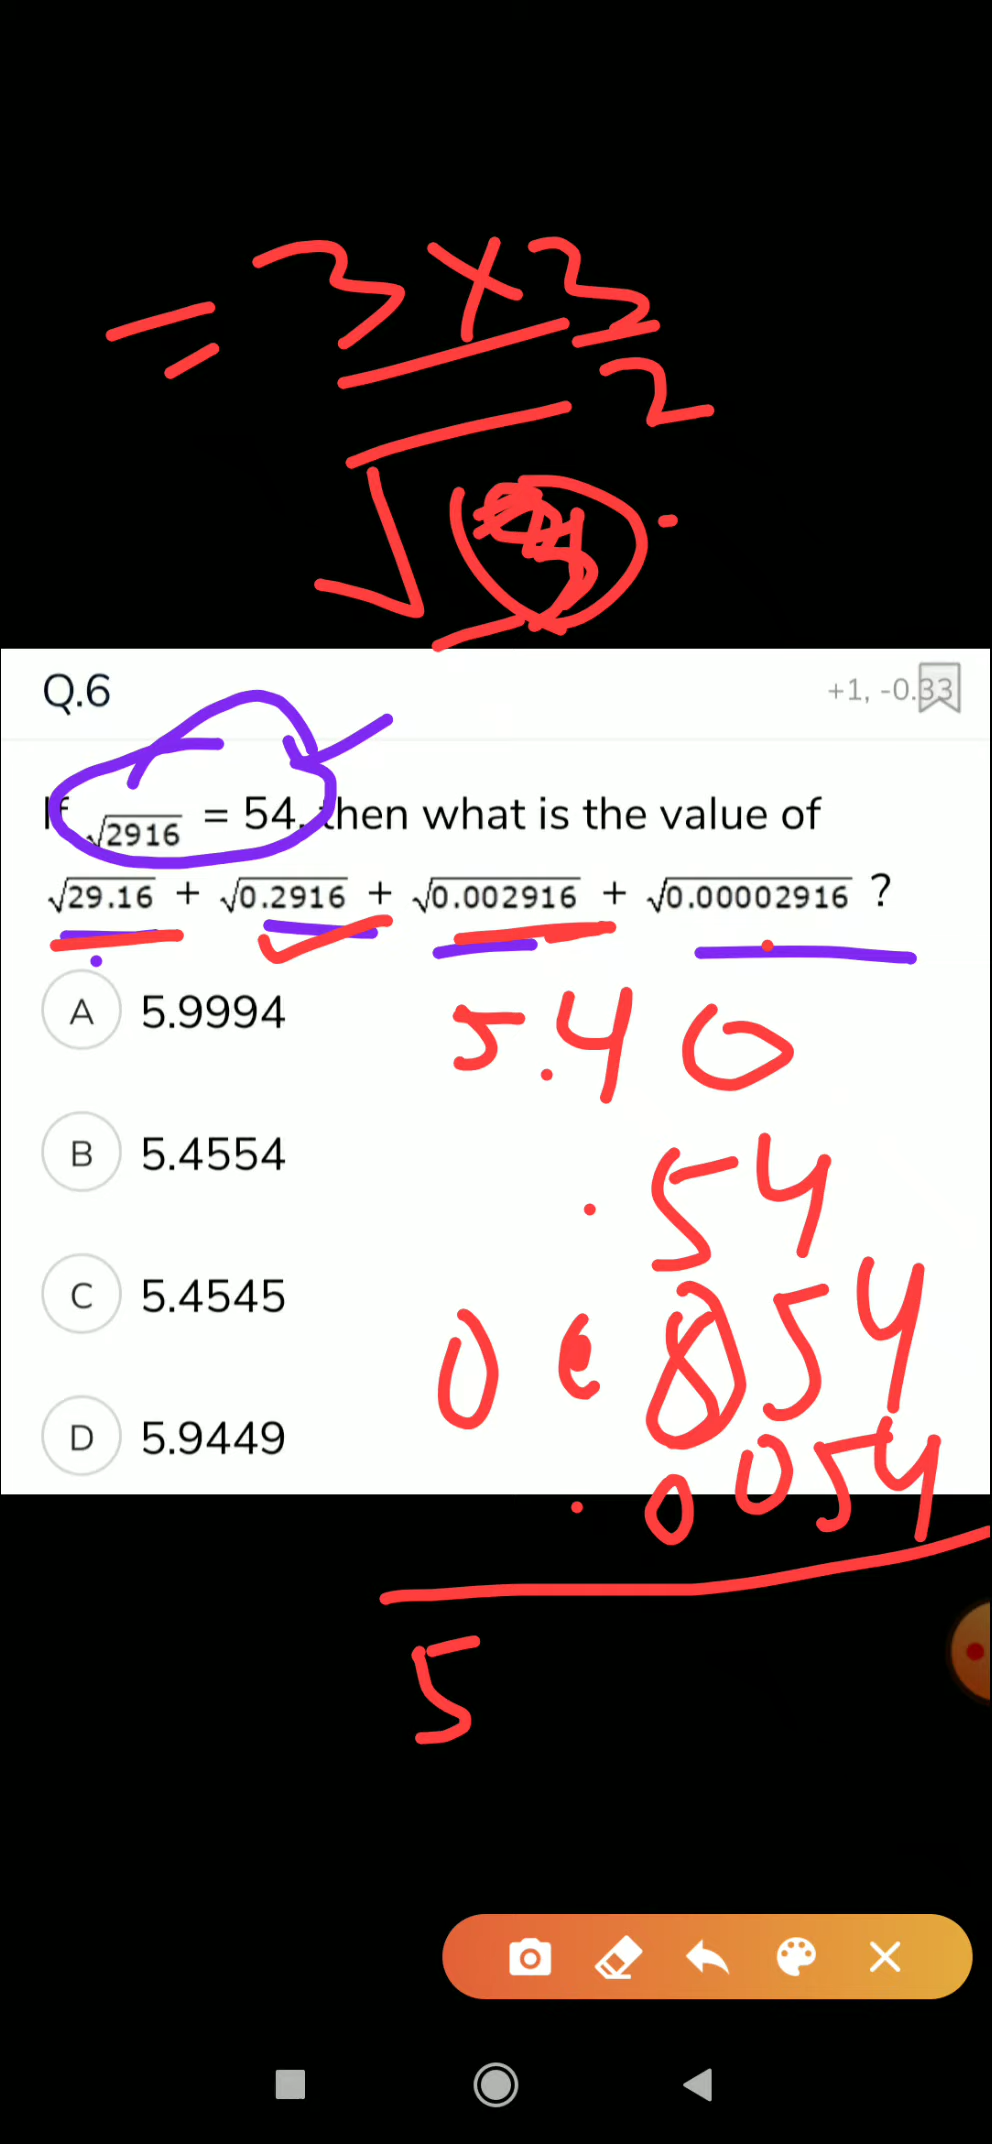 = 3 x 3
2
√
Q.6
+1, -0.33
If √2916 = 54, then what is the value of
√29.16 + √0.2916 + √0.002916 + √0.00002916 ?
A 5.9994
5.40
B 5.4554
.54
C 5.4545
0.054
D 5.9449
.0054
5